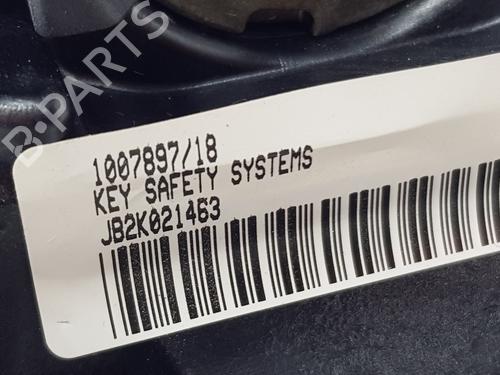 1007897/18
KEY SAFETY SYSTEMS
JB2K021463
B-PARTS